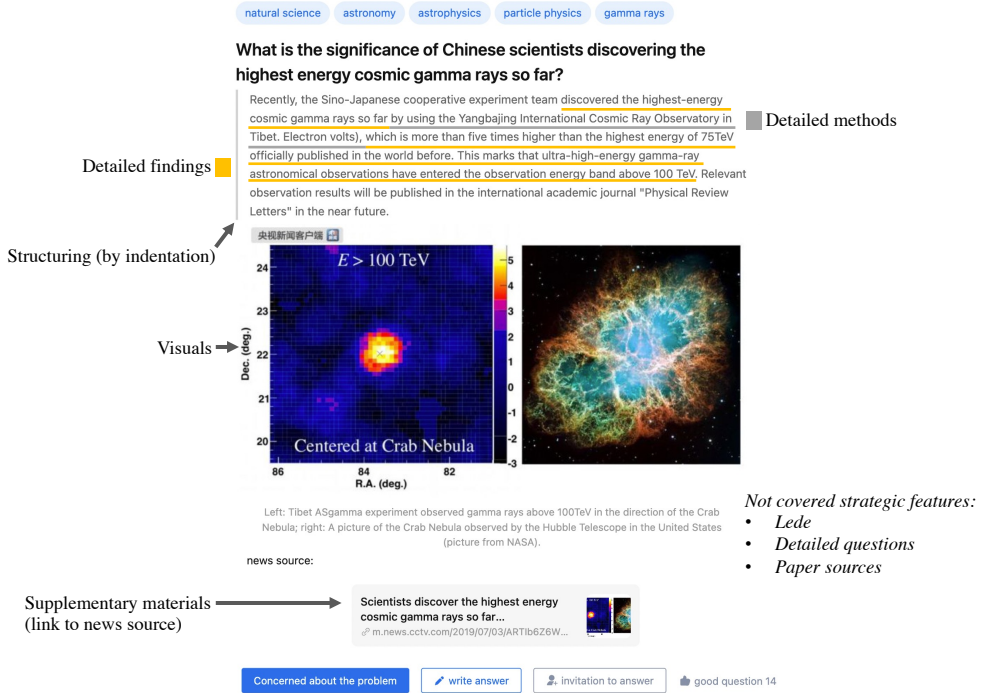 natural science astronomy astrophysics particle physics gamma rays
What is the significance of Chinese scientists discovering the
highest energy cosmic gamma rays so far?
Recently, the Sino-Japanese cooperative experiment team discovered the highest-energy
cosmic gamma rays so far by using the Yangbajing International Cosmic Ray Observatory in
Tibet. Electron volts), which is more than five times higher than the highest energy of 75TeV
officially published in the world before. This marks that ultra-high-energy gamma-ray
astronomical observations have entered the observation energy band above 100 TeV. Relevant
observation results will be published in the international academic journal "Physical Review
Letters" in the near future.
Detailed methods
Detailed findings
Structuring (by indentation)
Visuals
央视新闻客户端
E > 100 TeV
Centered at Crab Nebula
Dec. (deg.)
24
23
22
21
20
86 84 82
R.A. (deg.)
5
4
3
2
1
0
-1
-2
-3
Left: Tibet ASgamma experiment observed gamma rays above 100TeV in the direction of the Crab
Nebula; right: A picture of the Crab Nebula observed by the Hubble Telescope in the United States
(picture from NASA).
Not covered strategic features:
• Lede
• Detailed questions
• Paper sources
news source:
Supplementary materials
(link to news source)
Scientists discover the highest energy
cosmic gamma rays so far...
m.news.cctv.com/2019/07/03/ARTIb6Z6W...
Concerned about the problem write answer invitation to answer good question 14